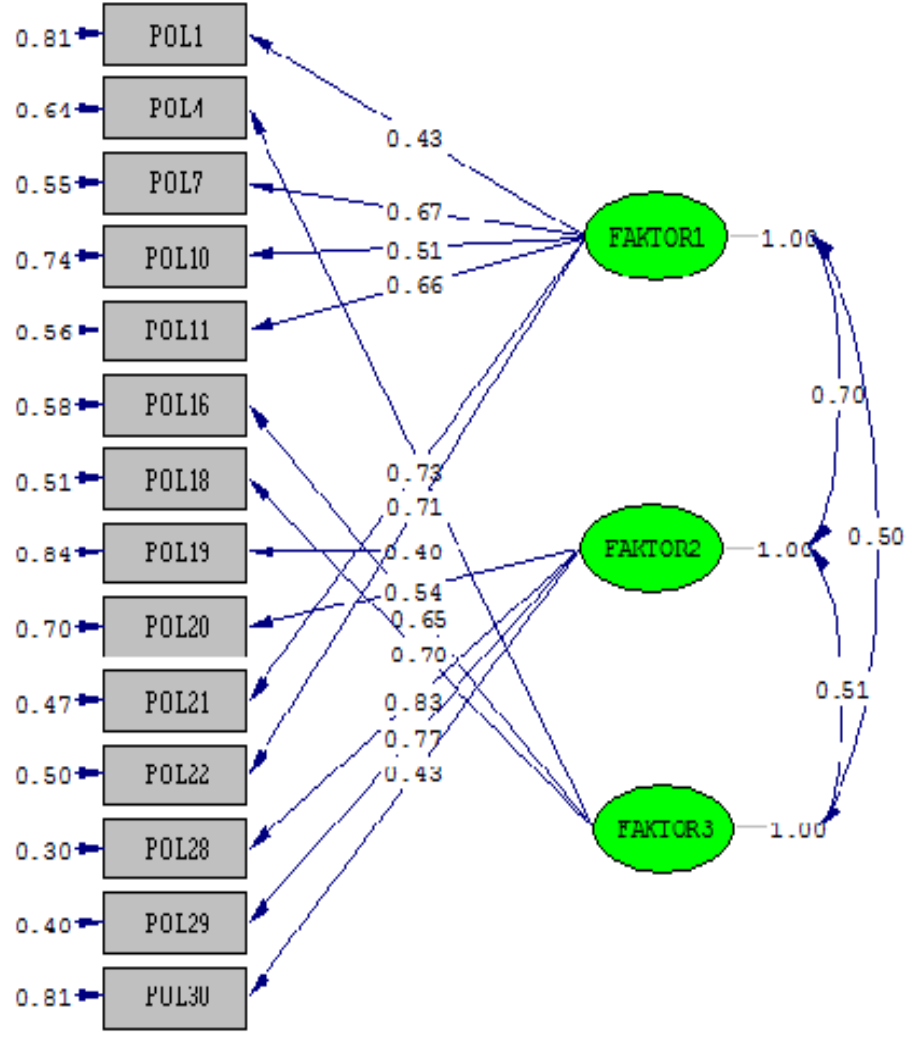 0.81 POL1
0.64 POL4
0.43
0.55 POL7
0.67
FAKTOR1 1.00
0.74 POL10
0.51
0.66
0.56 POL11
0.58 POL16
0.70
0.51 POL18
0.73
0.71
0.84 POL19
0.40
FAKTOR2 1.00
0.50
0.54
0.70 POL20
0.65
0.70
0.47 POL21
0.83
0.51
0.77
0.50 POL22
0.43
0.30 POL28
FAKTOR3 1.00
0.40 POL29
0.81 POL30